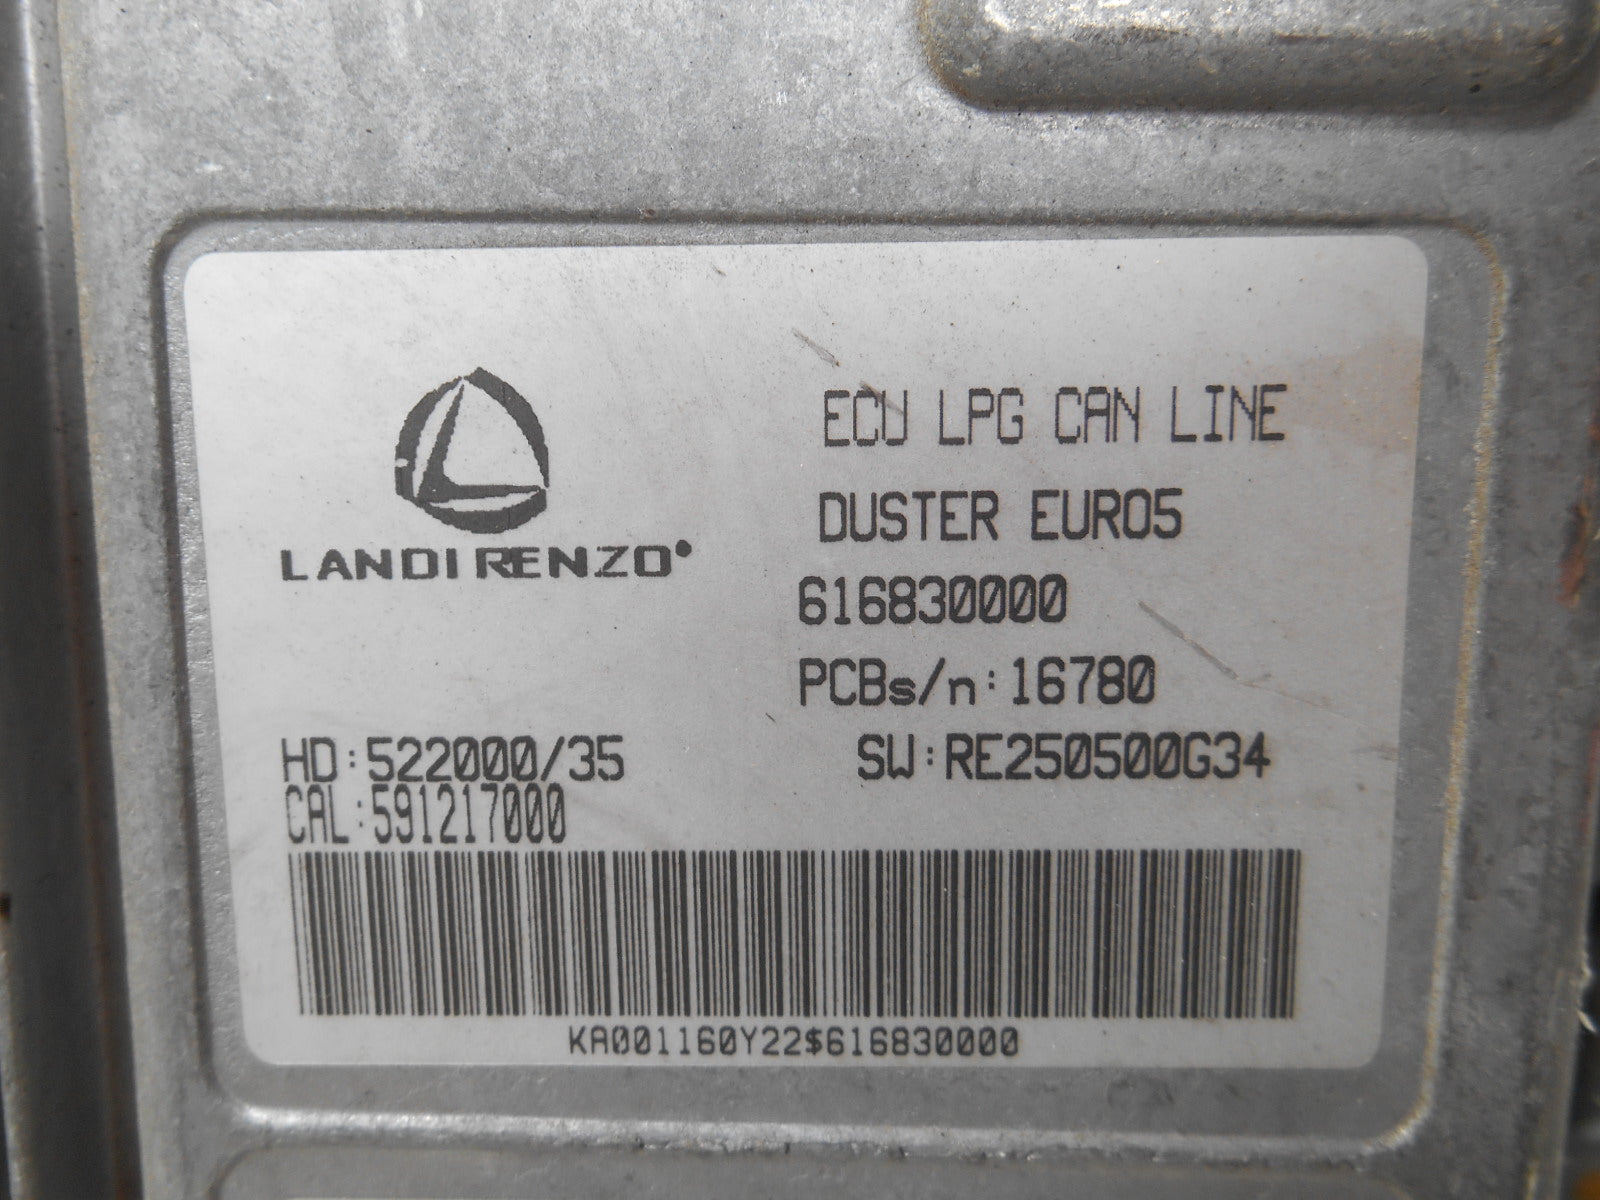 LANDI RENZO
ECU LPG CAN LINE
DUSTER EURO5
616830000
PCBs/n:16780
HD:522000/35
SW:RE250500G34
CAL:591217000
KA001160Y22$616830000